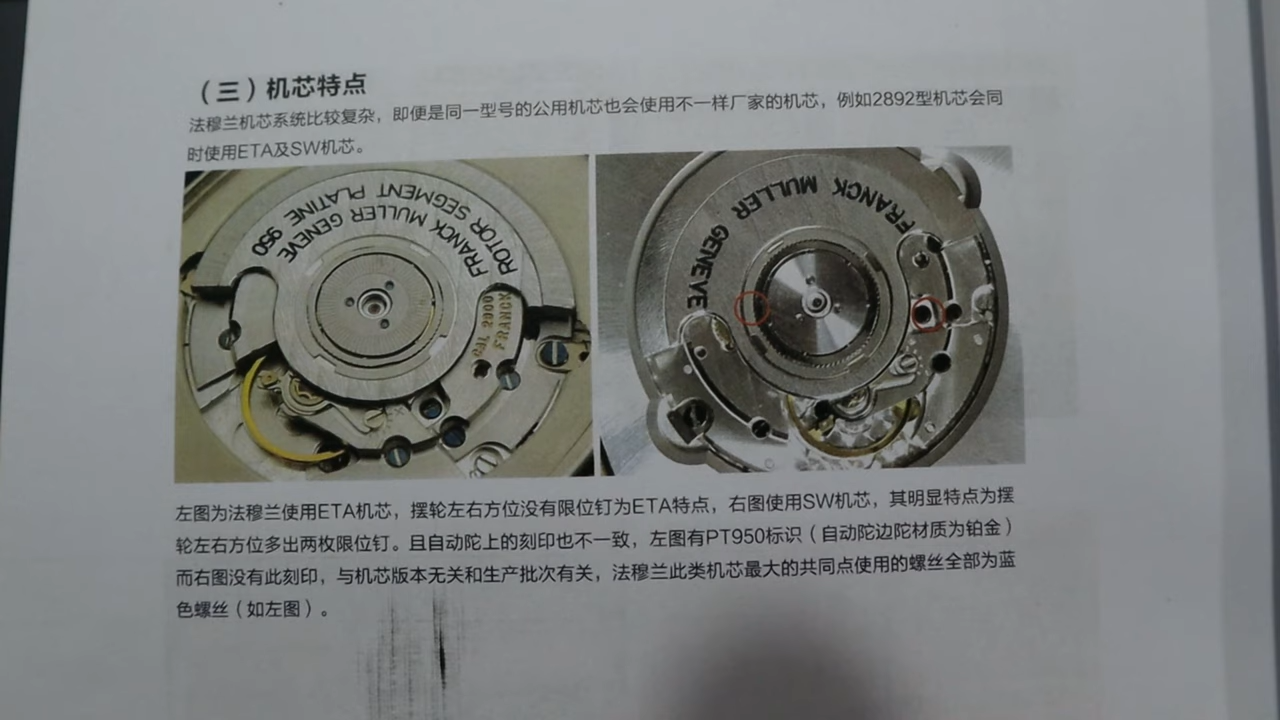 （三）机芯特点
法穆兰机芯系统比较复杂，即便是同一型号的公用机芯也会使用不一样厂家的机芯，例如2892型机芯会同
时使用ETA及SW机芯。
FRANCK MULLER GENEVE
ROTOR SEGMENT PLATINE 950
CAL 2800
FRANCK
FRANCK MULLER GENEVE
左图为法穆兰使用ETA机芯，摆轮左右方位没有限位钉为ETA特点，右图使用SW机芯，其明显特点为摆
轮左右方位多出两枚限位钉。且自动陀上的刻印也不一致，左图有PT950标识（自动陀边陀材质为铂金）
而右图没有此刻印，与机芯版本无关和生产批次有关，法穆兰此类机芯最大的共同点使用的螺丝全部为蓝
色螺丝（如左图）。